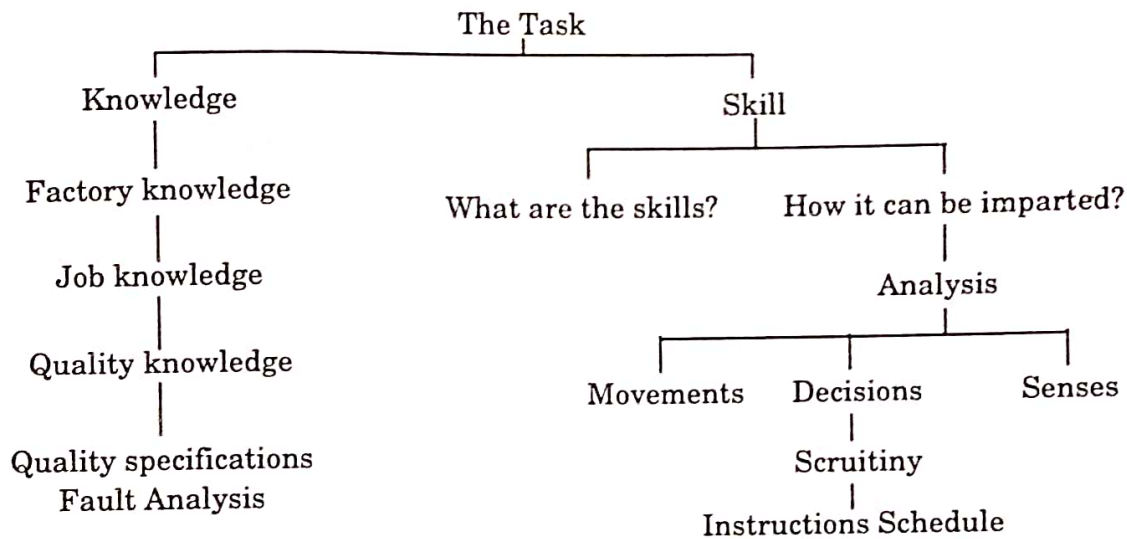 The Task
Knowledge
Skill
Factory knowledge
What are the skills?
How it can be imparted?
Job knowledge
Analysis
Quality knowledge
Movements
Decisions
Senses
Quality specifications
Fault Analysis
Scruitiny
Instructions Schedule